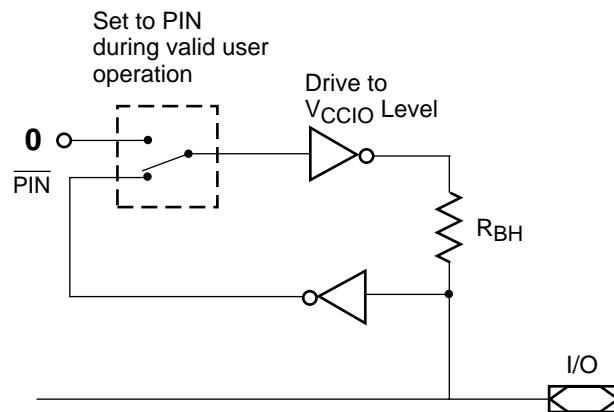 Set to PIN
during valid user
operation
Drive to
VCCIO Level
0
PIN
RBH
I/O